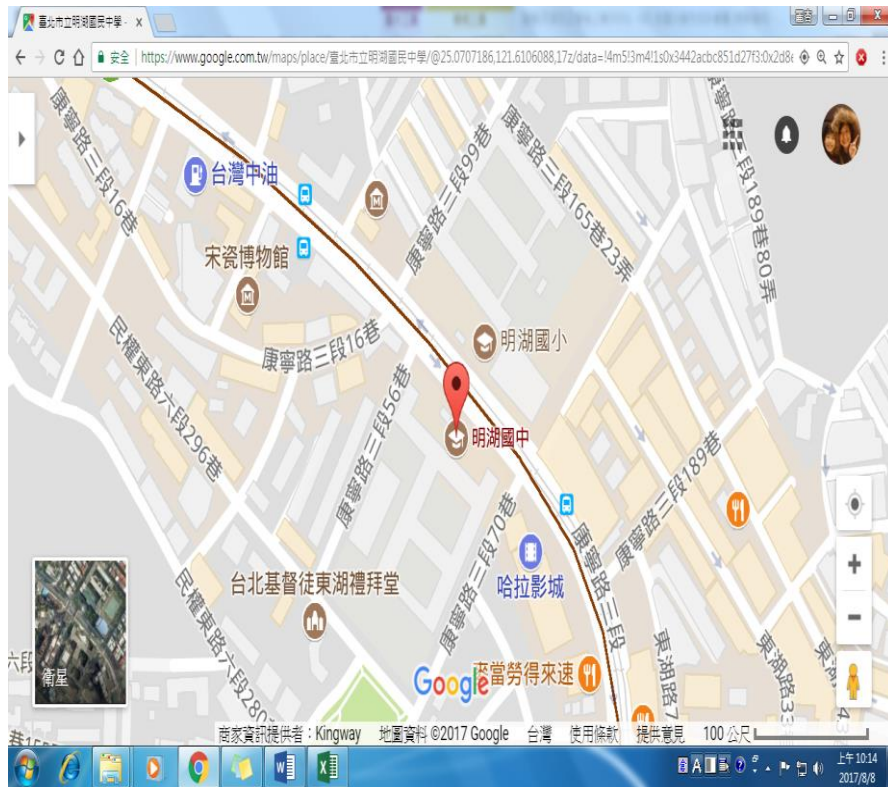 臺北市立明湖國民中學 -
安全 | https://www.google.com.tw/maps/place/臺北市立明湖國民中學/@25.0707186,121.6106088,17z/data=!4m5!3m4!1s0x3442acbc851d27f3:0x2d8
康寧路三段16巷
台灣中油
康寧路三段99巷
康寧路三段165巷23弄
康寧路三段189巷80弄
宋瓷博物館
康寧路三段16巷
明湖國小
民權東路六段296巷
康寧路三段56巷
明湖國中
康寧路三段189巷
康寧路三段70巷
康寧路三段
哈拉影城
台北基督徒東湖禮拜堂
民權東路六段280
衛星
六段
Google
當勞得來速
東湖路7
東湖路33
商家資訊提供者：Kingway 地圖資料 ©2017 Google 台灣 使用條款 提供意見 100 公尺
上午 10:14
2017/8/8